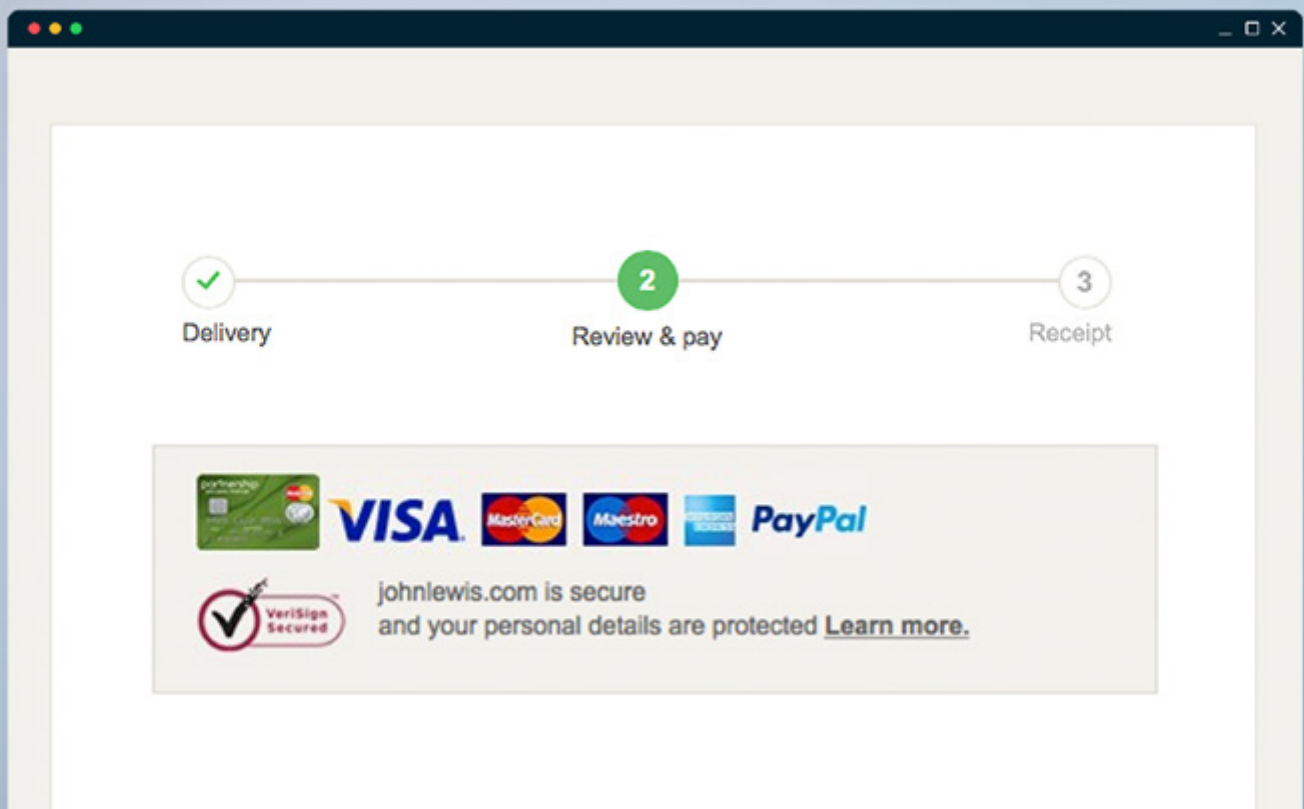 2
3
Delivery
Review & pay
Receipt
partnership
VISA
MasterCard
Maestro
PayPal
VeriSign
Secured
johnlewis.com is secure
and your personal details are protected Learn more.